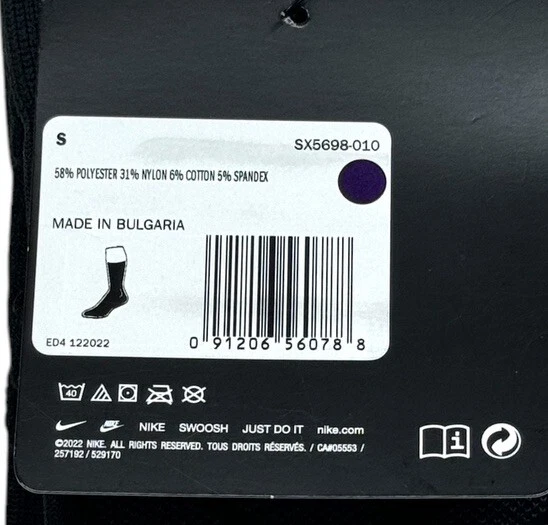 S SX5698-010
58% POLYESTER 31% NYLON 6% COTTON 5% SPANDEX
MADE IN BULGARIA
ED4 122022
0 91206 56078 8
40
NIKE SWOOSH JUST DO IT nike.com
©2022 NIKE. ALL RIGHTS RESERVED. TOUS DROITS RÉSERVÉS. / CA#05553 /
257192 / 529170